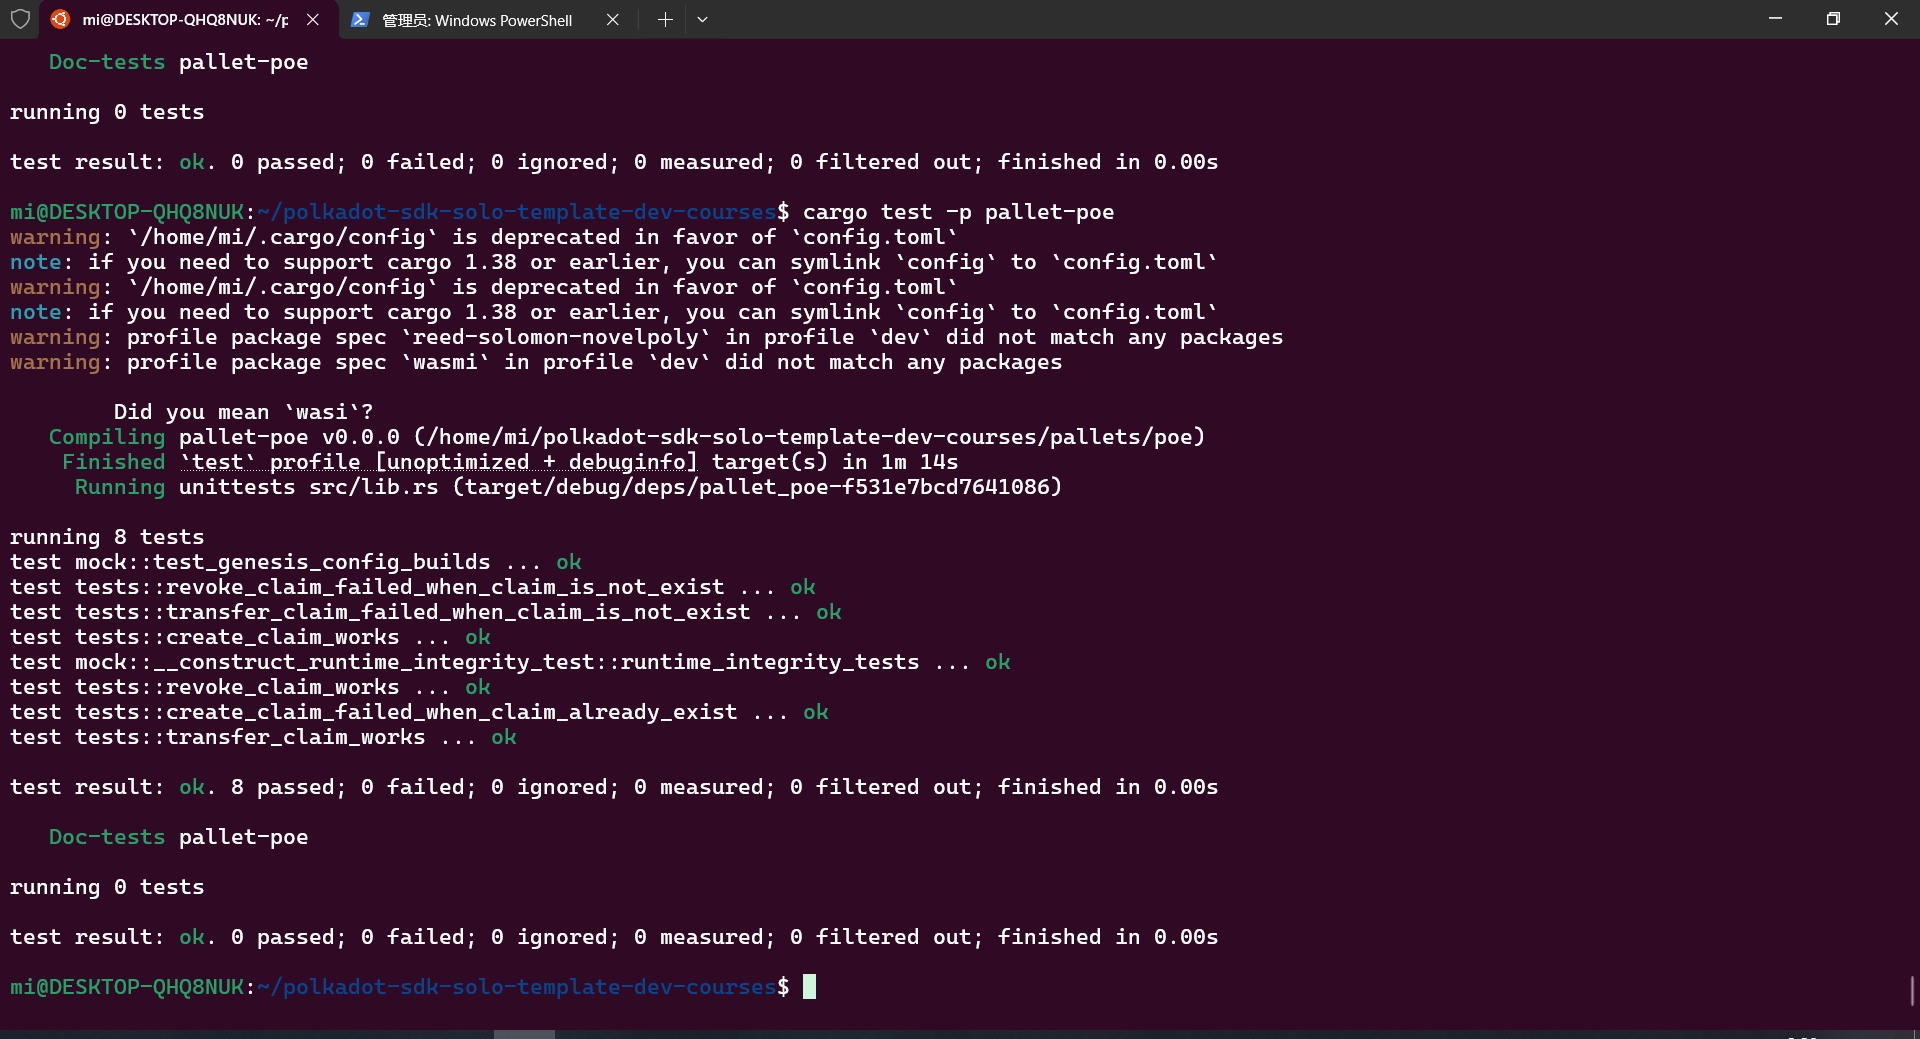 mi@DESKTOP-QHQ8NUK: ~/p
管理员: Windows PowerShell
Doc-tests pallet-poe
running 0 tests
test result: ok. 0 passed; 0 failed; 0 ignored; 0 measured; 0 filtered out; finished in 0.00s
mi@DESKTOP-QHQ8NUK:~/polkadot-sdk-solo-template-dev-courses$ cargo test -p pallet-poe
warning: `/home/mi/.cargo/config` is deprecated in favor of `config.toml`
note: if you need to support cargo 1.38 or earlier, you can symlink `config` to `config.toml`
warning: `/home/mi/.cargo/config` is deprecated in favor of `config.toml`
note: if you need to support cargo 1.38 or earlier, you can symlink `config` to `config.toml`
warning: profile package spec `reed-solomon-novelpoly` in profile `dev` did not match any packages
warning: profile package spec `wasmi` in profile `dev` did not match any packages
Did you mean `wasi`?
Compiling pallet-poe v0.0.0 (/home/mi/polkadot-sdk-solo-template-dev-courses/pallets/poe)
Finished `test` profile [unoptimized + debuginfo] target(s) in 1m 14s
Running unittests src/lib.rs (target/debug/deps/pallet_poe-f531e7bcd7641086)
running 8 tests
test mock::test_genesis_config_builds ... ok
test tests::revoke_claim_failed_when_claim_is_not_exist ... ok
test tests::transfer_claim_failed_when_claim_is_not_exist ... ok
test tests::create_claim_works ... ok
test mock::__construct_runtime_integrity_test::runtime_integrity_tests ... ok
test tests::revoke_claim_works ... ok
test tests::create_claim_failed_when_claim_already_exist ... ok
test tests::transfer_claim_works ... ok
test result: ok. 8 passed; 0 failed; 0 ignored; 0 measured; 0 filtered out; finished in 0.00s
Doc-tests pallet-poe
running 0 tests
test result: ok. 0 passed; 0 failed; 0 ignored; 0 measured; 0 filtered out; finished in 0.00s
mi@DESKTOP-QHQ8NUK:~/polkadot-sdk-solo-template-dev-courses$